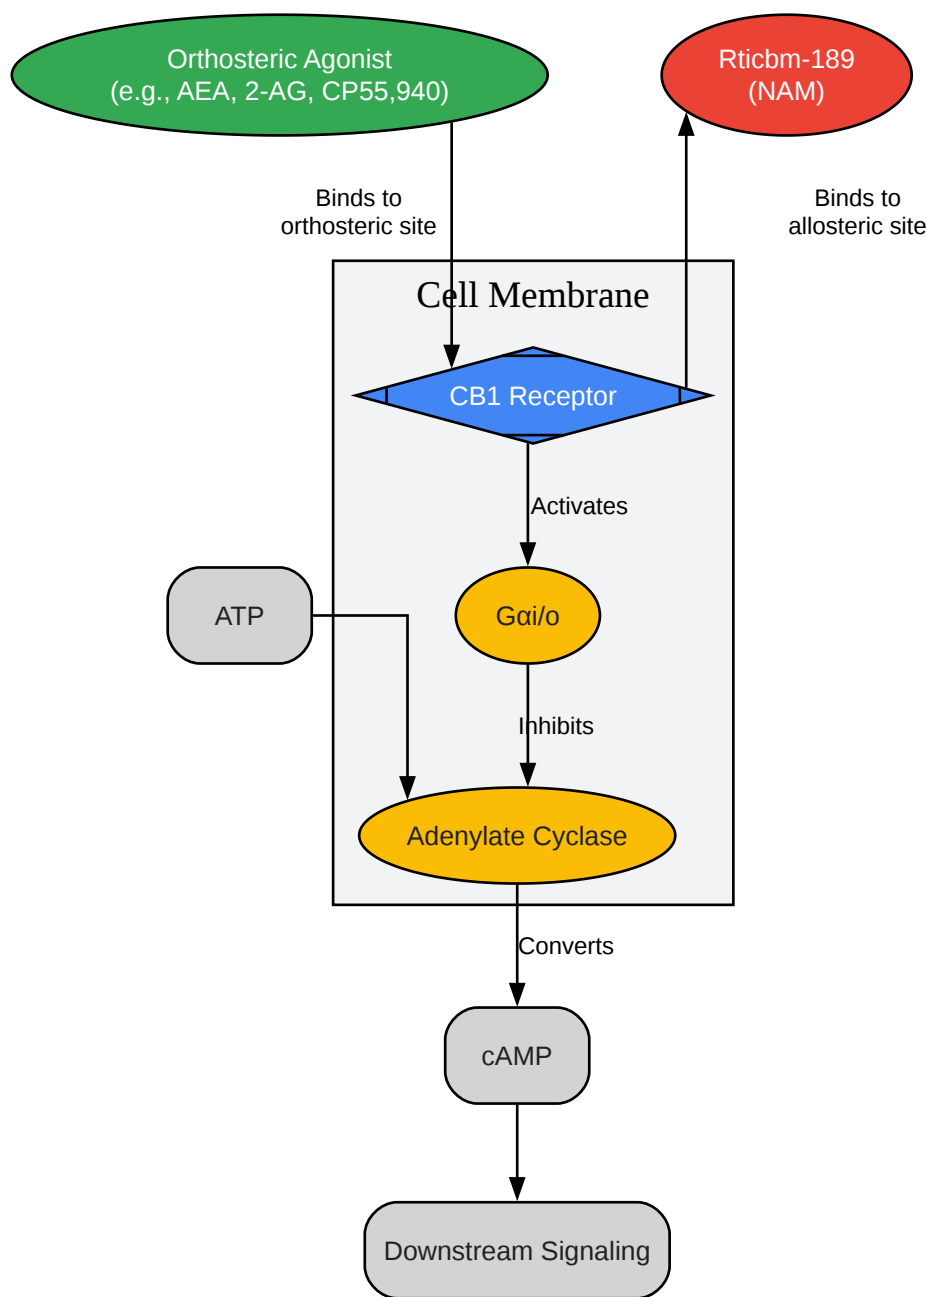 Orthosteric Agonist
(e.g., AEA, 2-AG, CP55,940)
Rticbm-189
(NAM)
Binds to
orthosteric site
Binds to
allosteric site
Cell Membrane
CB1 Receptor
Activates
ATP
Gαi/o
Inhibits
Adenylate Cyclase
Converts
cAMP
Downstream Signaling